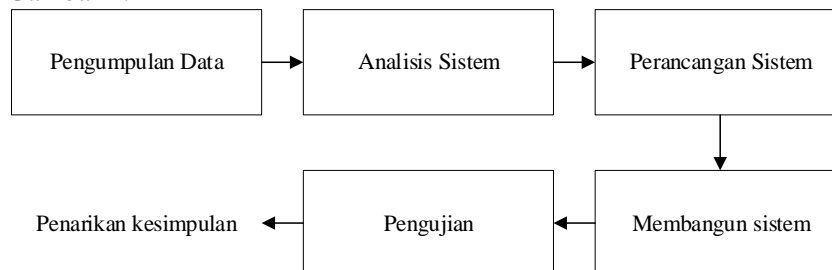 Pengumpulan Data
Analisis Sistem
Perancangan Sistem
Membangun sistem
Pengujian
Penarikan kesimpulan